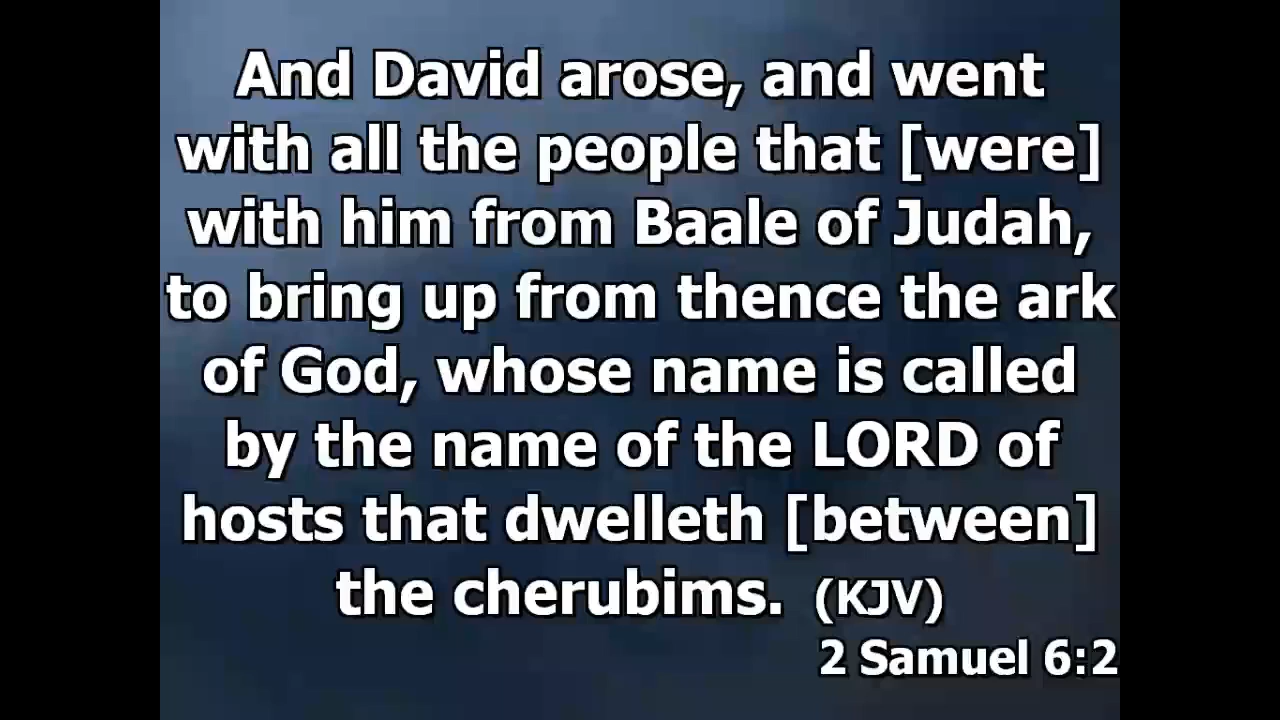 And David arose, and went
with all the people that [were]
with him from Baale of Judah,
to bring up from thence the ark
of God, whose name is called
by the name of the LORD of
hosts that dwelleth [between]
the cherubims. (KJV)
2 Samuel 6:2